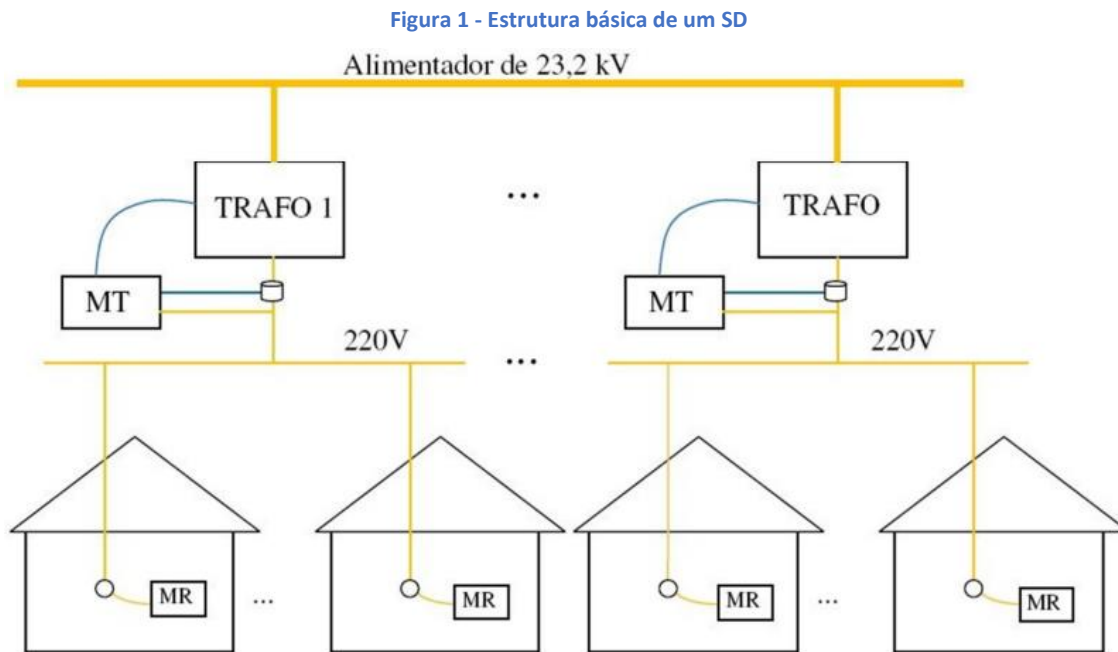 Figura 1 - Estrutura básica de um SD
Alimentador de 23,2 kV
TRAFO 1
...
TRAFO
MT
MT
220V
...
220V
MR
...
MR
MR
...
MR